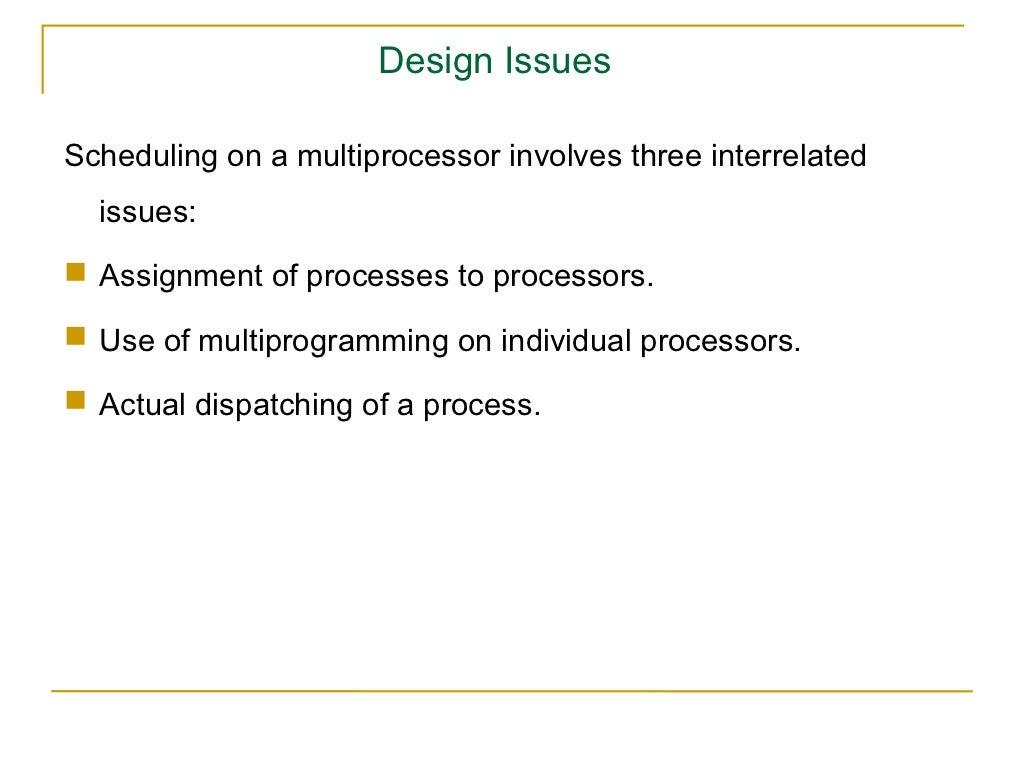 Design Issues
Scheduling on a multiprocessor involves three interrelated
issues:
Assignment of processes to processors.
Use of multiprogramming on individual processors.
Actual dispatching of a process.